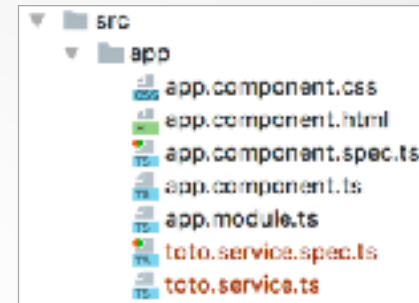 src
app
app.component.css
app.component.html
app.component.spec.ts
app.component.ts
app.module.ts
toto.service.spec.ts
toto.service.ts